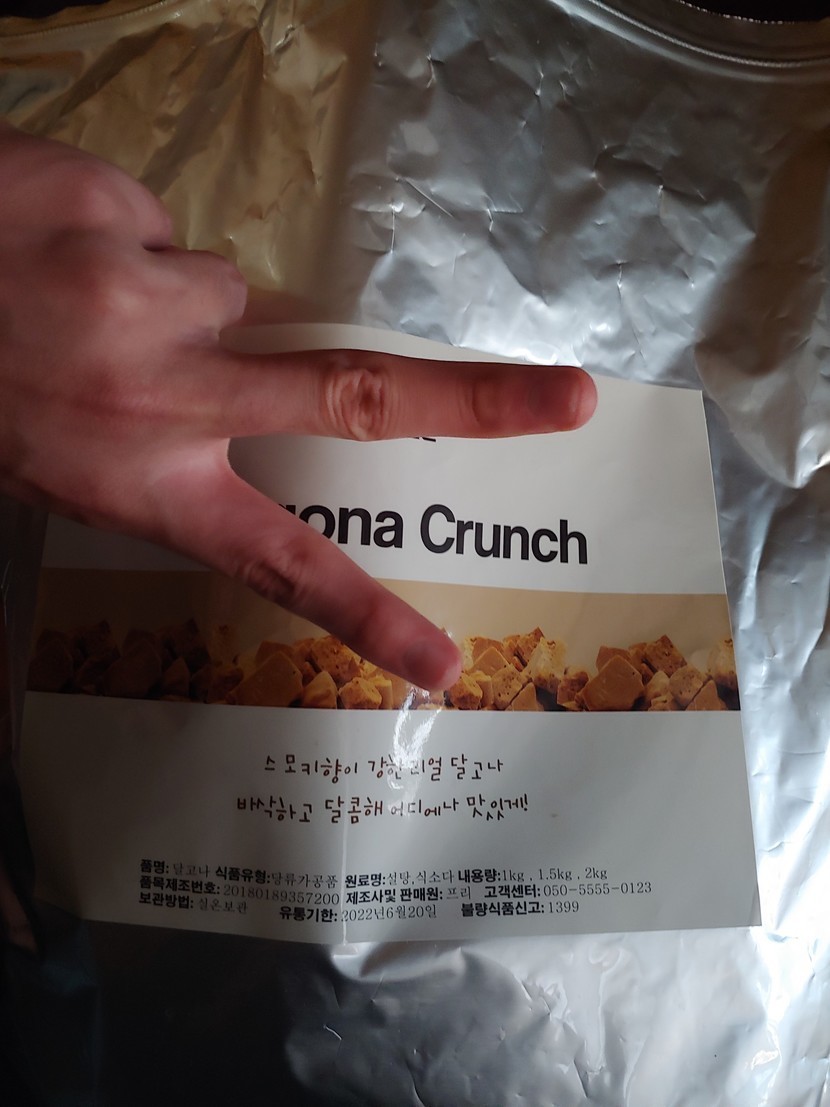 Crunch
스모키향이 강한 리얼 달고나
바삭하고 달콤해 어디에나 맛있게!
품명: 달고나 식품유형:당류가공품 원료명:설탕,식소다 내용량:1kg , 1.5kg , 2kg
품목제조번호: 20180189357200 제조사및 판매원: 프리 고객센터: 050-5555-0123
보관방법: 실온보관 유통기한: 2022년6월20일 불량식품신고: 1399